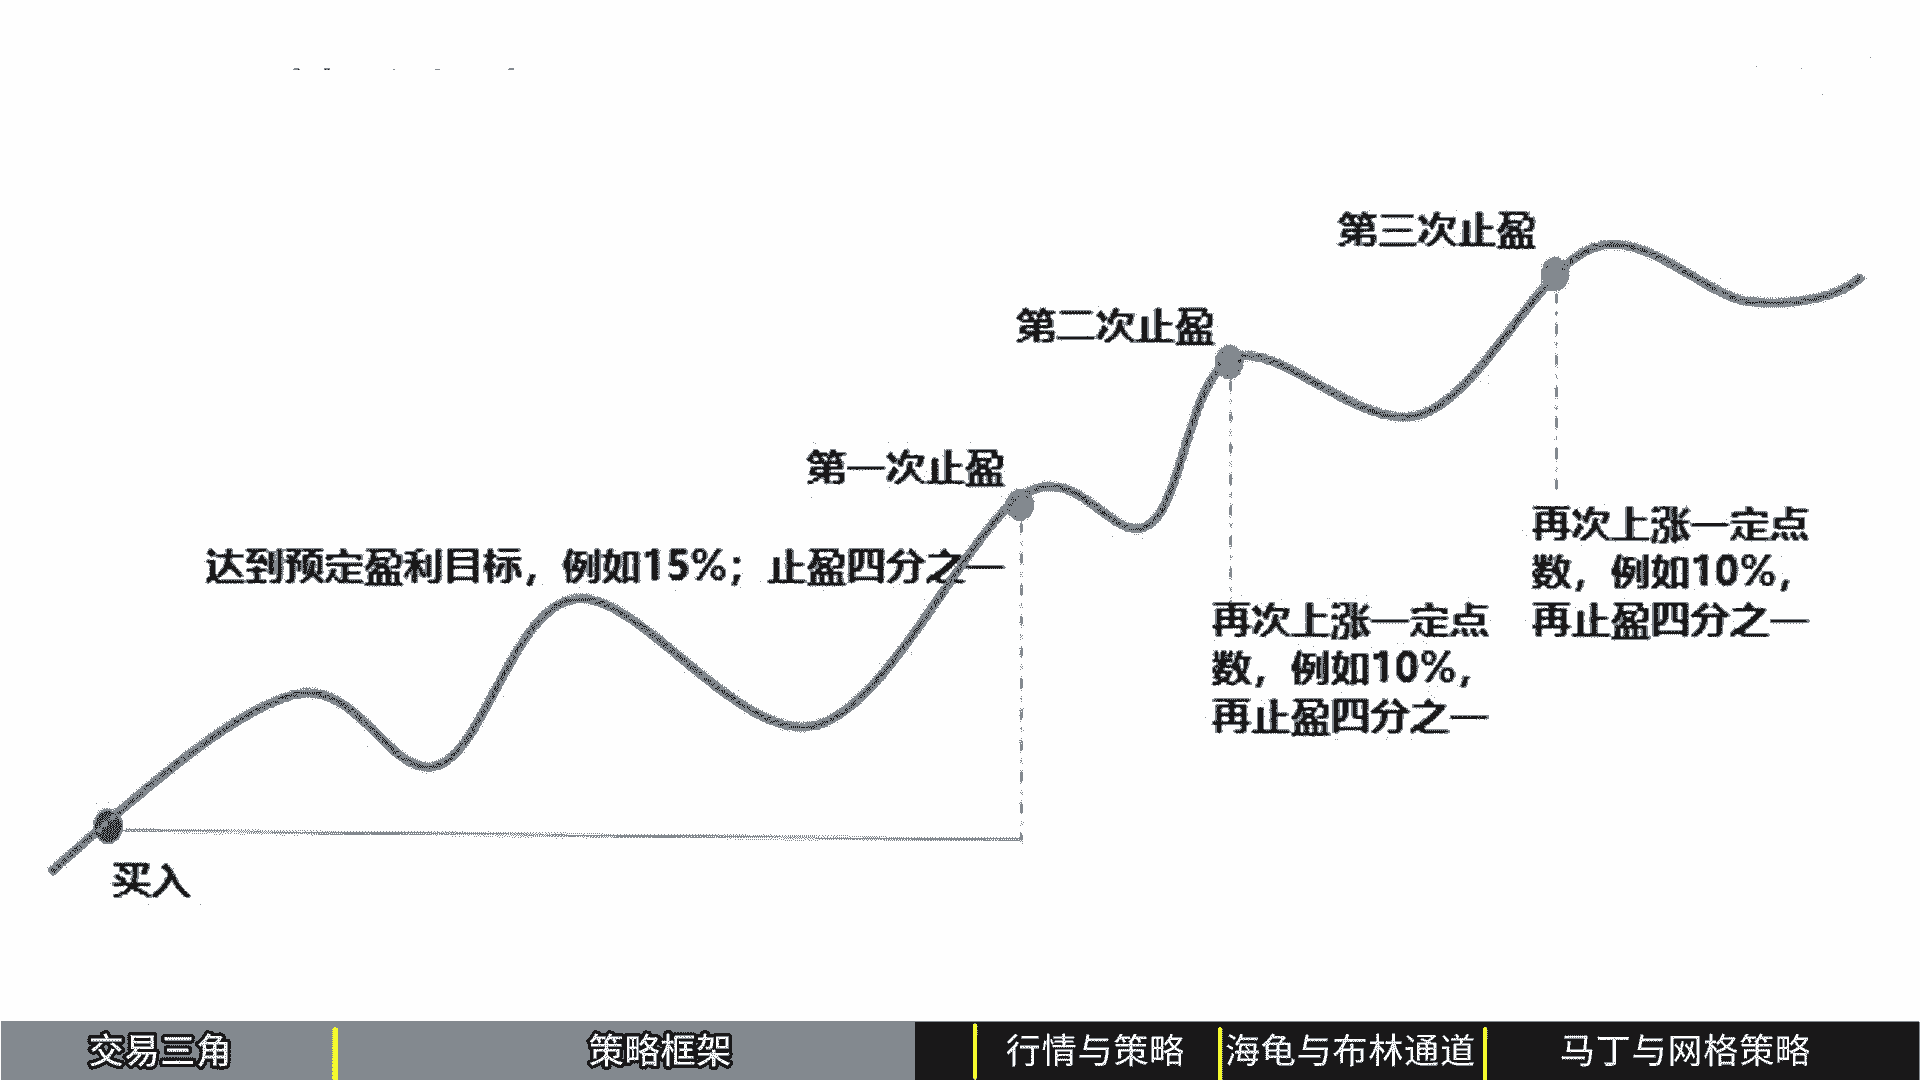 第三次止盈
第二次止盈
第一次止盈
达到预定盈利目标，例如15%；止盈四分之一
再次上涨一定点
数，例如10%，
再止盈四分之一
再次上涨一定点
数，例如10%，
再止盈四分之一
买入
交易三角
策略框架
行情与策略
海龟与布林通道
马丁与网格策略